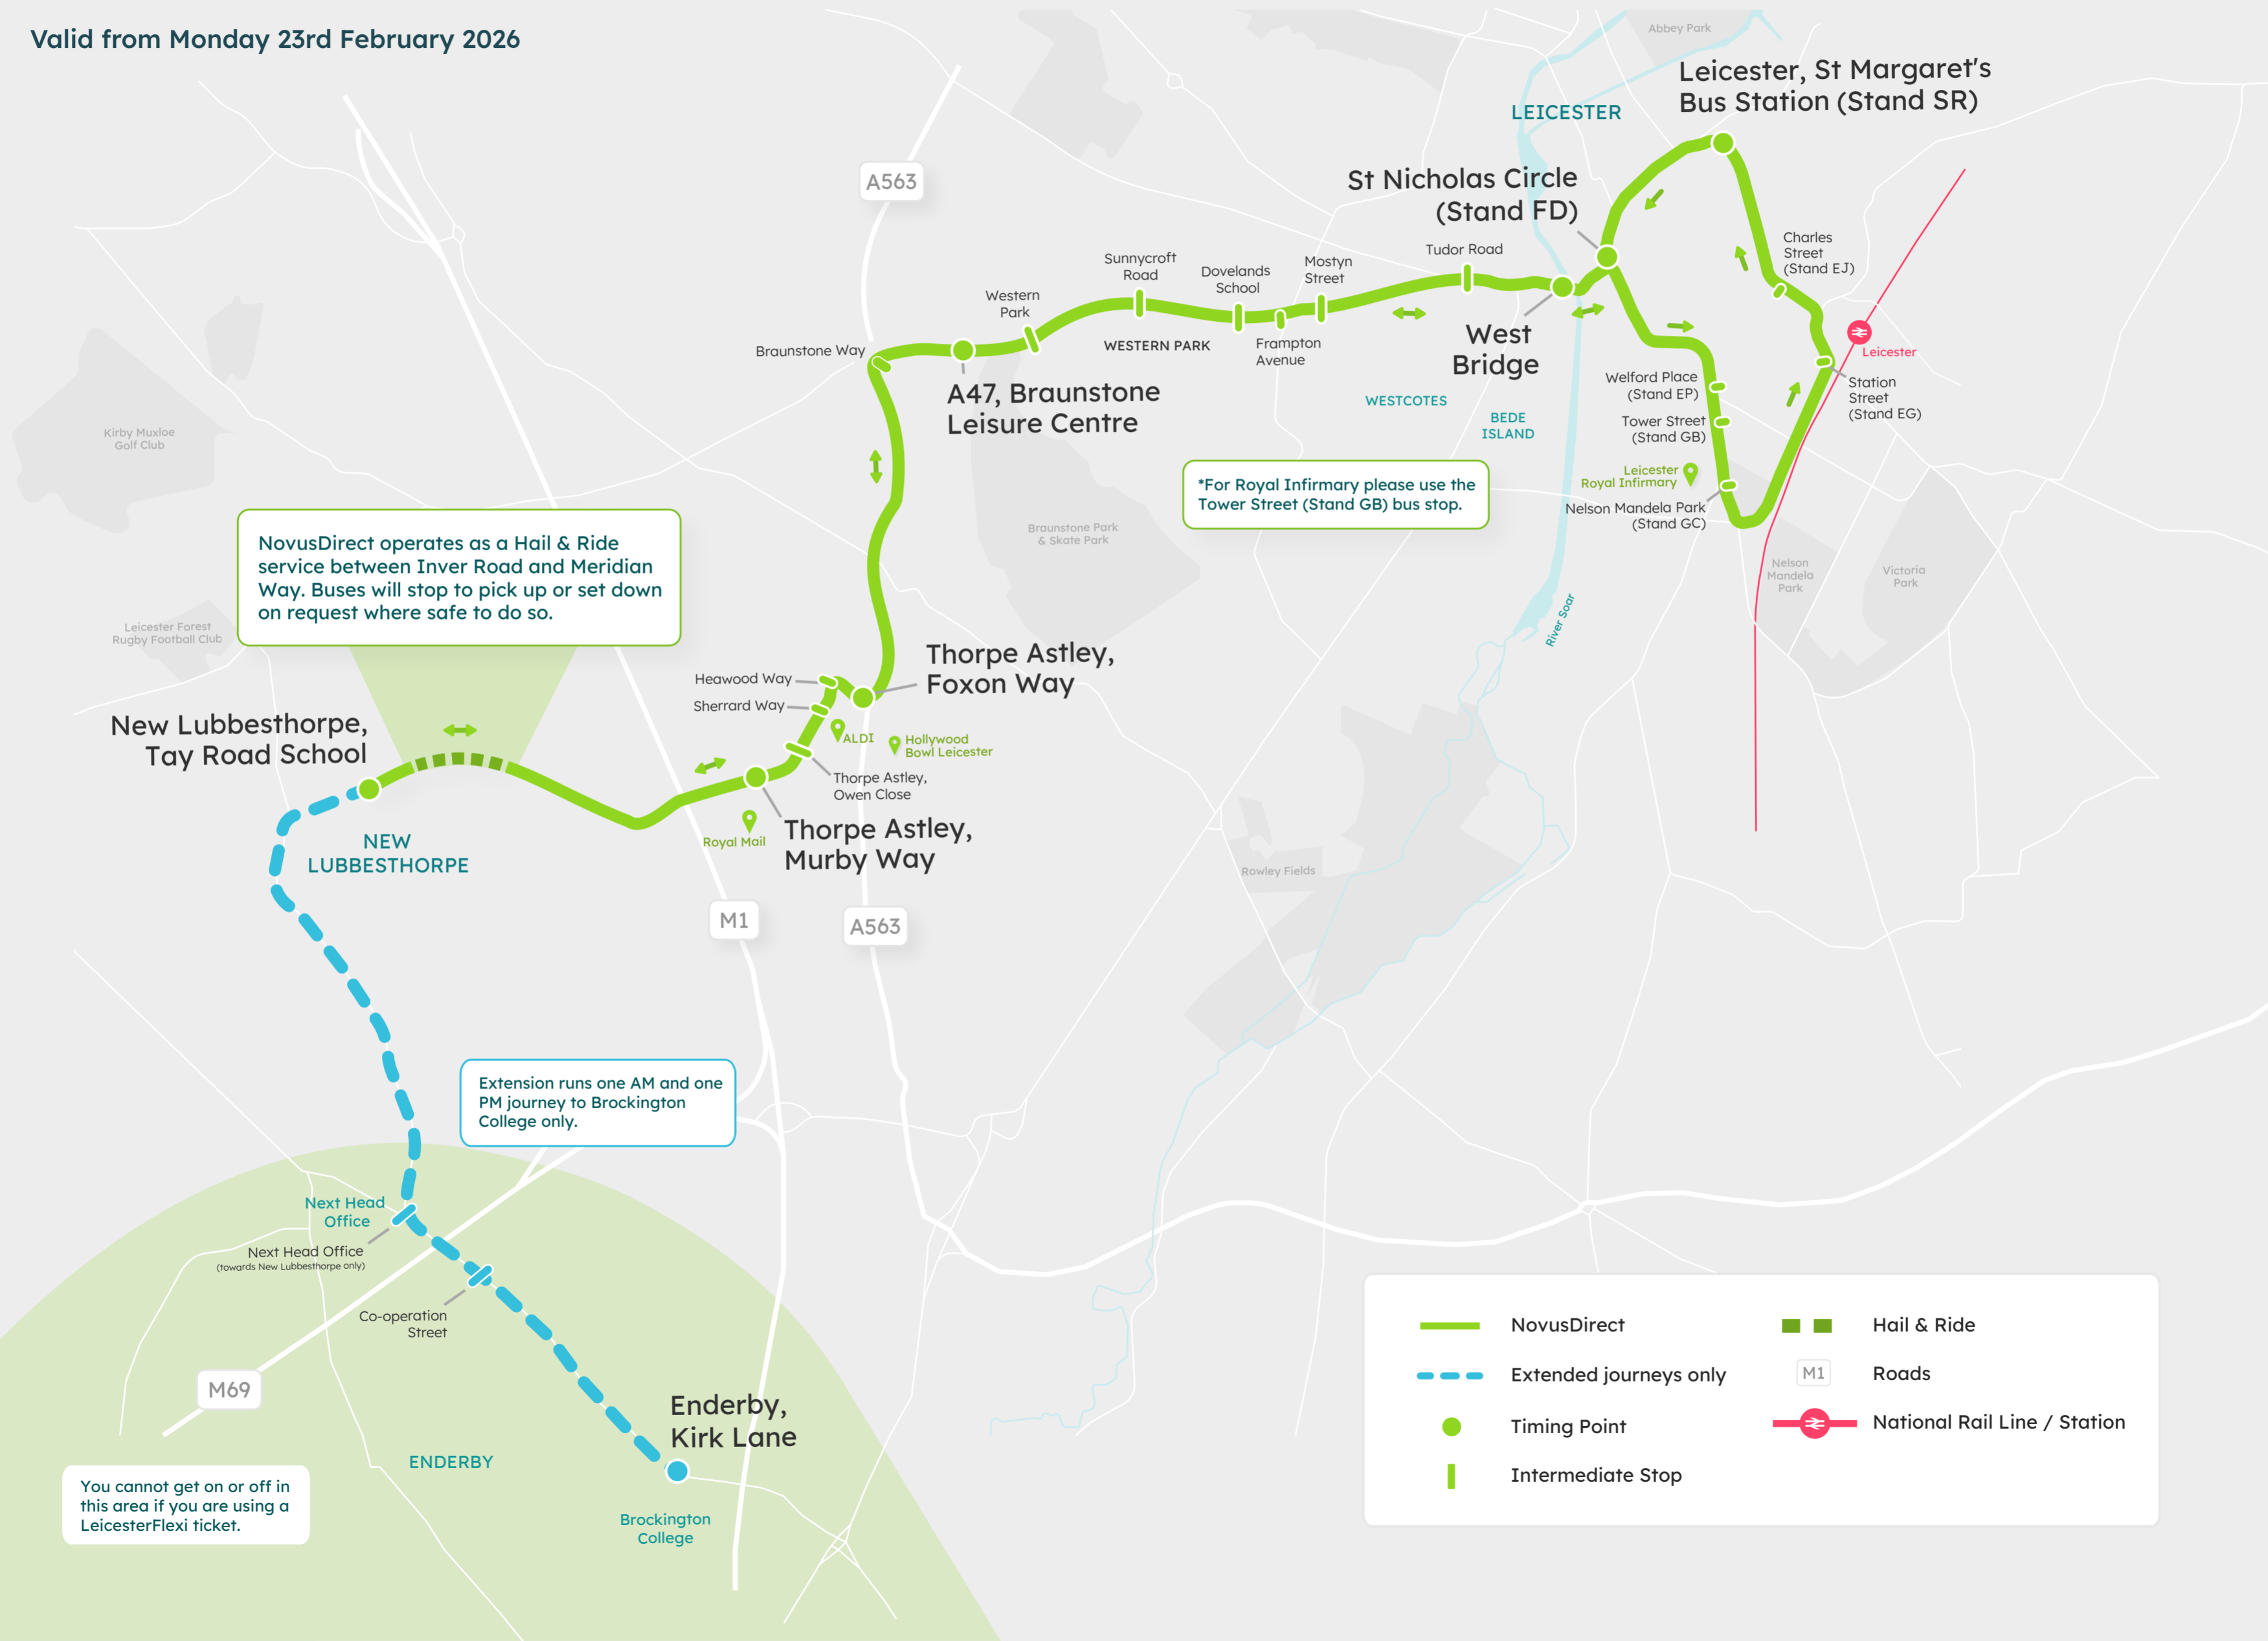 Valid from Monday 23rd February 2026
Abbey Park
Leicester, St Margaret's
Bus Station (Stand SR)
LEICESTER
A563
St Nicholas Circle
(Stand FD)
Charles
Street
(Stand EJ)
Tudor Road
Mostyn
Street
Sunnycroft
Road
Dovelands
School
Western
Park
Braunstone Way
WESTERN PARK
Frampton
Avenue
West
Bridge
Leicester
Station
Street
(Stand EG)
Welford Place
(Stand EP)
A47, Braunstone
Leisure Centre
WESTCOTES
BEDE
ISLAND
Tower Street
(Stand GB)
Kirby Muxloe
Golf Club
*For Royal Infirmary please use the
Tower Street (Stand GB) bus stop.
Leicester
Royal Infirmary
Nelson Mandela Park
(Stand GC)
Braunstone Park
& Skate Park
NovusDirect operates as a Hail & Ride
service between Inver Road and Meridian
Way. Buses will stop to pick up or set down
on request where safe to do so.
Nelson
Mandela
Park
Victoria
Park
River Soar
Leicester Forest
Rugby Football Club
Thorpe Astley,
Foxon Way
Heawood Way
Sherrard Way
New Lubbesthorpe,
Tay Road School
ALDI
Hollywood
Bowl Leicester
Thorpe Astley,
Owen Close
Royal Mail
Thorpe Astley,
Murby Way
NEW
LUBBESTHORPE
Rowley Fields
M1
A563
Extension runs one AM and one
PM journey to Brockington
College only.
Next Head
Office
Next Head Office
(towards New Lubbesthorpe only)
Co-operation
Street
M69
Enderby,
Kirk Lane
ENDERBY
You cannot get on or off in
this area if you are using a
LeicesterFlexi ticket.
Brockington
College
NovusDirect
Extended journeys only
Timing Point
Intermediate Stop
Hail & Ride
M1
Roads
National Rail Line / Station